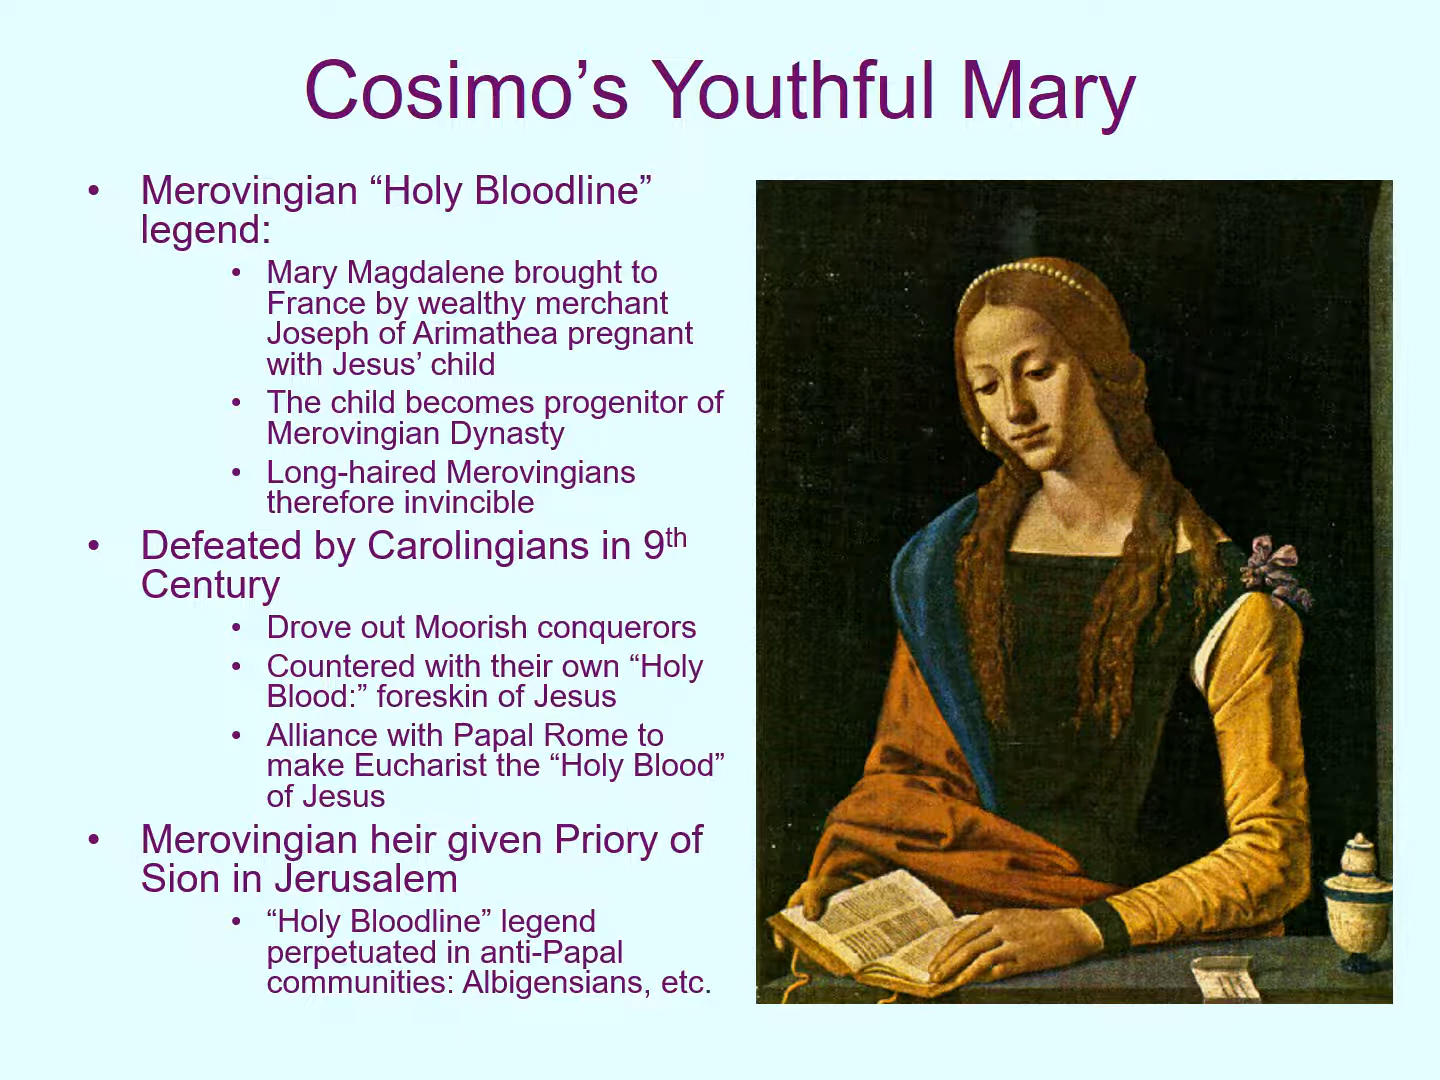 Cosimo’s Youthful Mary
• Merovingian “Holy Bloodline”
legend:
• Mary Magdalene brought to
France by wealthy merchant
Joseph of Arimathea pregnant
with Jesus’ child
• The child becomes progenitor of
Merovingian Dynasty
• Long-haired Merovingians
therefore invincible
• Defeated by Carolingians in 9th
Century
• Drove out Moorish conquerors
• Countered with their own “Holy
Blood:” foreskin of Jesus
• Alliance with Papal Rome to
make Eucharist the “Holy Blood”
of Jesus
• Merovingian heir given Priory of
Sion in Jerusalem
• “Holy Bloodline” legend
perpetuated in anti-Papal
communities: Albigensians, etc.